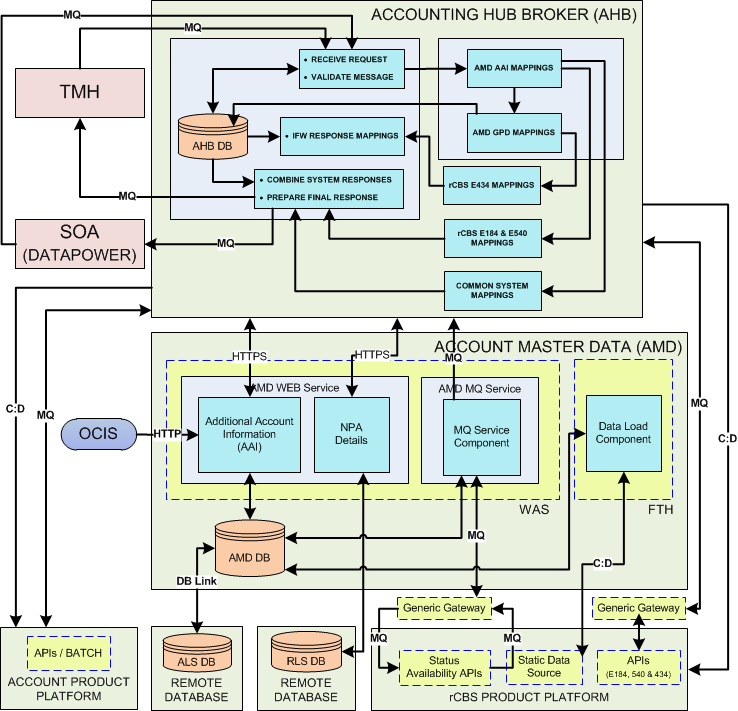 ACCOUNTING HUB BROKER (AHB)
MQ
MQ
TMH
• RECEIVE REQUEST
• VALIDATE MESSAGE
AMD AAI MAPPINGS
AHB DB
• IFW RESPONSE MAPPINGS
AMD GPD MAPPINGS
• COMBINE SYSTEM RESPONSES
• PREPARE FINAL RESPONSE
rCBS E434 MAPPINGS
MQ
SOA
(DATAPOWER)
MQ
rCBS E184 & E540
MAPPINGS
COMMON SYSTEM
MAPPINGS
ACCOUNT MASTER DATA (AMD)
HTTPS
HTTPS
MQ
AMD WEB Service
AMD MQ Service
C:D
MQ
MQ
C:D
OCIS
HTTP
Additional Account
Information
(AAI)
NPA
Details
MQ Service
Component
Data Load
Component
WAS
FTH
AMD DB
MQ
C:D
DB Link
Generic Gateway
Generic Gateway
MQ
MQ
APIs / BATCH
ACCOUNT PRODUCT
PLATFORM
ALS DB
REMOTE
DATABASE
RLS DB
REMOTE
DATABASE
Status
Availability APIs
Static Data
Source
APIs
(E184, 540 & 434)
rCBS PRODUCT PLATFORM